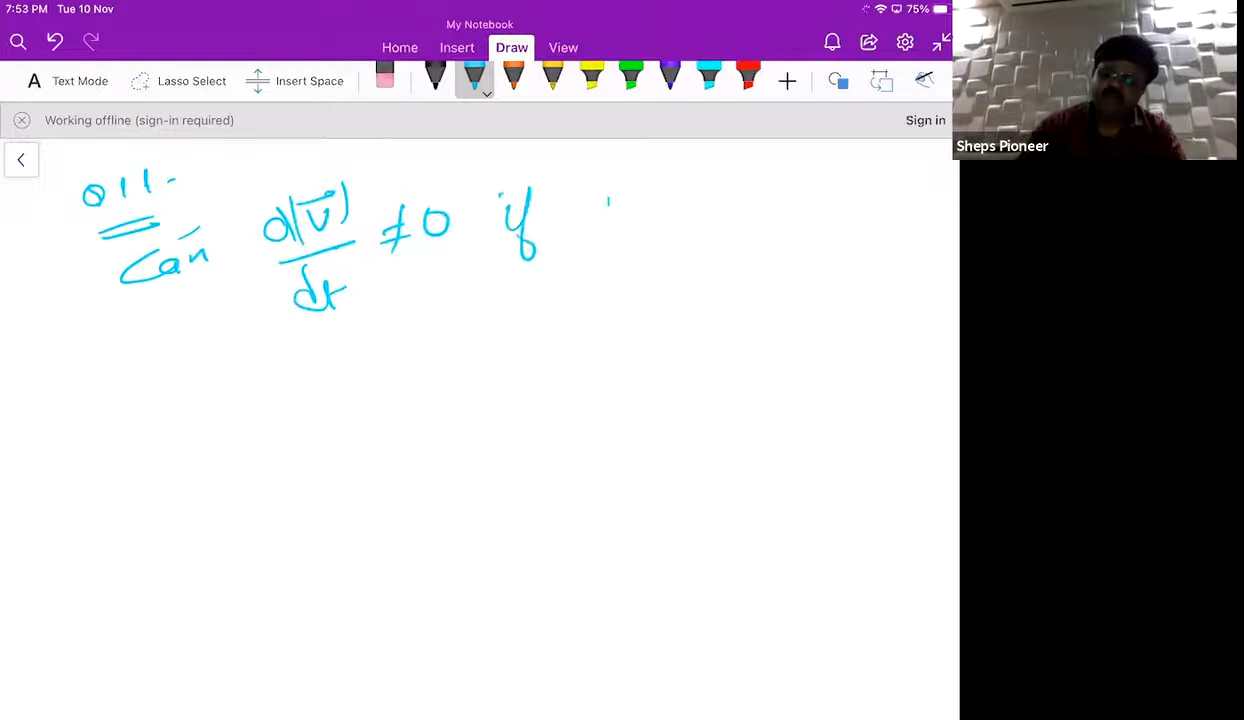 7:53 PM Tue 10 Nov
75%
My Notebook
Home Insert Draw View
A Text Mode Lasso Select Insert Space
Working offline (sign-in required) Sign in
Sheps Pioneer
Q11.
Can d(v⃗)/dt ≠ 0 if